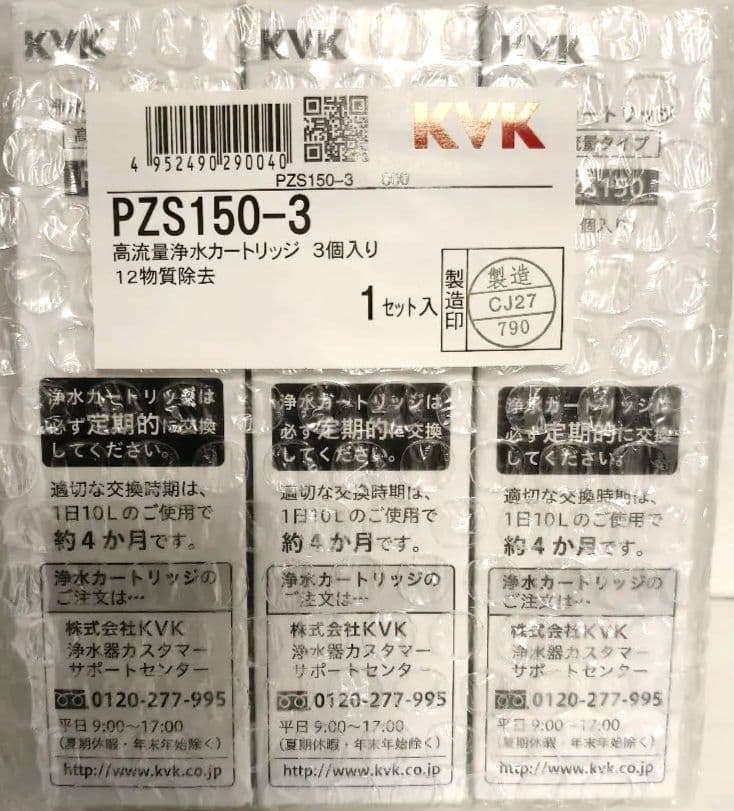 KVK
KVK
KVK
カートリッジ
流量タイプ
ZS150
個入り)
4952490290040
KVK
PZS150-3
PZS150-3
高流量浄水カートリッジ 3個入り
12物質除去
1セット入
製造印
製造
CJ27
790
浄水カートリッジは
必ず定期的に交換
してください。
適切な交換時期は、
1日10Lのご使用で
約4か月です。
浄水カートリッジの
ご注文は…
株式会社KVK
浄水器カスタマー
サポートセンター
0120-277-995
平日9:00~17:00
(夏期休暇・年末年始除く)
http://www.kvk.co.jp
浄水カートリッジは
必ず定期的に交換
してください。
適切な交換時期は、
1日10Lのご使用で
約4か月です。
浄水カートリッジの
ご注文は…
株式会社KVK
浄水器カスタマー
サポートセンター
0120-277-995
平日9:00~17:00
(夏期休暇・年末年始除く)
http://www.kvk.co.jp
浄水カートリッジ
必ず定期的に交換
してください。
適切な交換時期は、
1日10Lのご使用で
約4か月です。
浄水カートリッジの
ご注文は…
株式会社KVK
浄水器カスタマー
サポートセンター
0120-277-995
平日9:00~17:00
(夏期休暇・年末年始除く)
http://www.kvk.co.jp